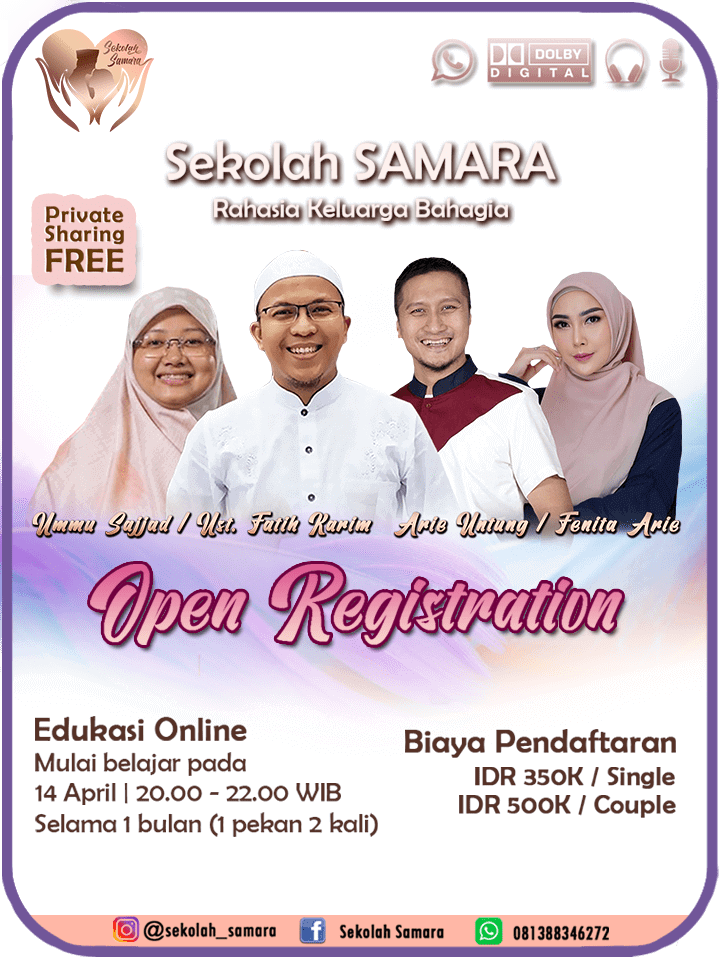 Sekolah
Samara
DOLBY
DIGITAL
Sekolah SAMARA
Rahasia Keluarga Bahagia
Private
Sharing
FREE
Ummu Sajjad / Ust. Fatih Karim Arie Untung / Fenita Arie
Open Registration
Edukasi Online
Mulai belajar pada
14 April | 20.00 - 22.00 WIB
Selama 1 bulan (1 pekan 2 kali)
Biaya Pendaftaran
IDR 350K / Single
IDR 500K / Couple
@sekolah_samara Sekolah Samara 081388346272